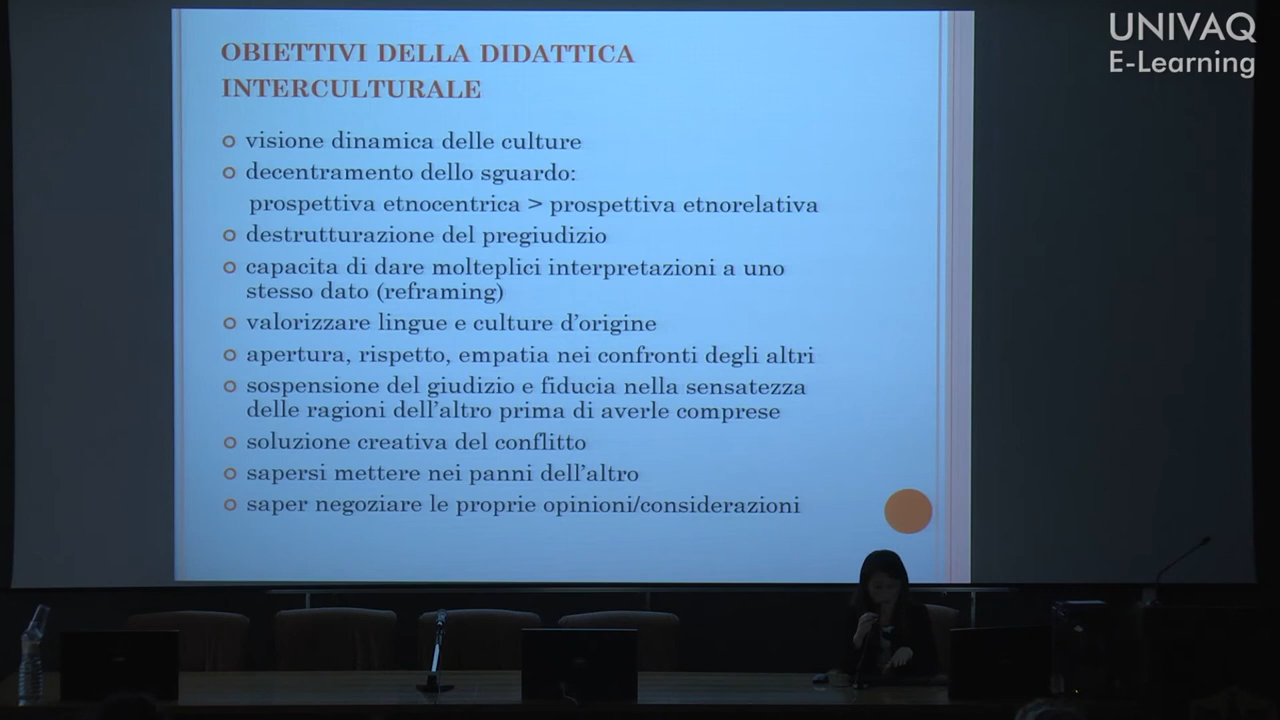 UNIVAQ
E-Learning
OBIETTIVI DELLA DIDATTICA
INTERCULTURALE
visione dinamica delle culture
decentramento dello sguardo:
prospettiva etnocentrica > prospettiva etnorelativa
destrutturazione del pregiudizio
capacita di dare molteplici interpretazioni a uno
stesso dato (reframing)
valorizzare lingue e culture d'origine
apertura, rispetto, empatia nei confronti degli altri
sospensione del giudizio e fiducia nella sensatezza
delle ragioni dell'altro prima di averle comprese
soluzione creativa del conflitto
sapersi mettere nei panni dell'altro
saper negoziare le proprie opinioni/considerazioni